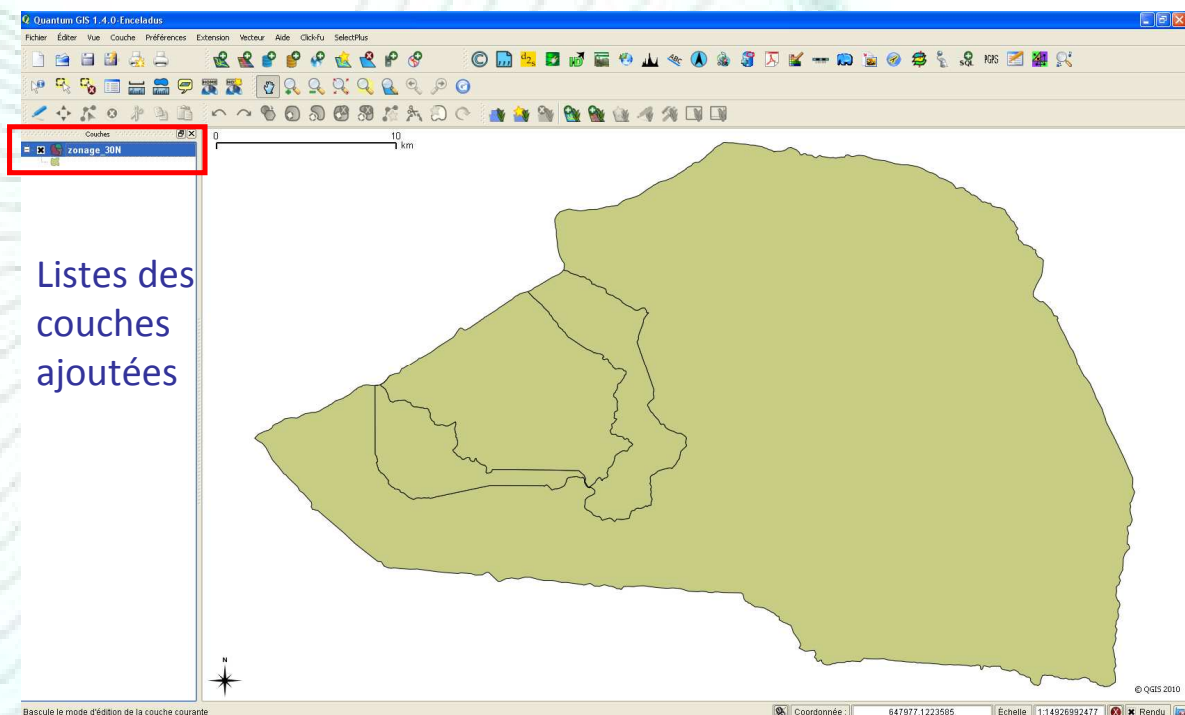 Quantum GIS 1.4.0-Enceladus
Fichier Éditer Vue Couche Préférences Extension Vecteur Aide Click-fu SelectPlus
Couches
zonage_30N
0 10
km
Listes des
couches
ajoutées
N
© QGIS 2010
Bascule le mode d'édition de la couche courante
Coordonnée : 647977,1223585 Échelle 1:14926992477 Rendu